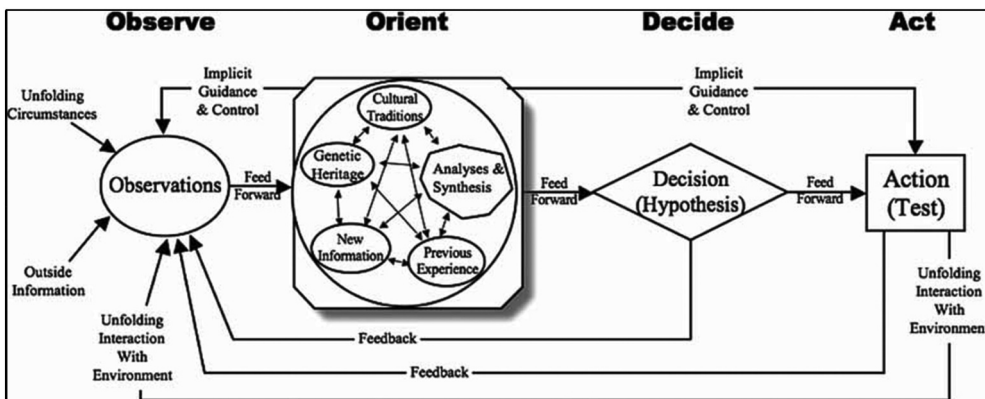 Observe
Orient
Decide
Act
Implicit
Guidance
& Control
Implicit
Guidance
& Control
Unfolding
Circumstances
Cultural
Traditions
Genetic
Heritage
Analyses &
Synthesis
Observations
Feed
Forward
Feed
Forward
Decision
(Hypothesis)
Feed
Forward
Action
(Test)
New
Information
Previous
Experience
Outside
Information
Unfolding
Interaction
With
Environment
Unfolding
Interaction
With
Environment
Feedback
Feedback